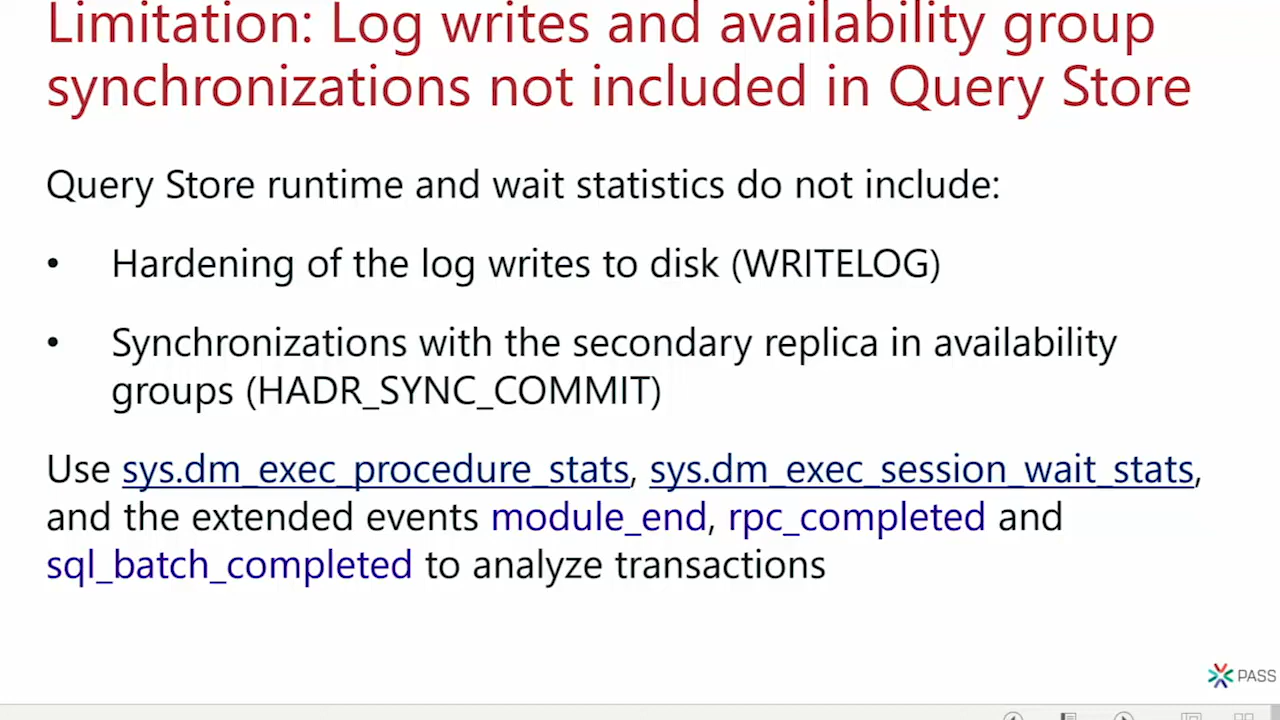 Limitation: Log writes and availability group
synchronizations not included in Query Store
Query Store runtime and wait statistics do not include:
• Hardening of the log writes to disk (WRITELOG)
• Synchronizations with the secondary replica in availability
groups (HADR_SYNC_COMMIT)
Use sys.dm_exec_procedure_stats, sys.dm_exec_session_wait_stats,
and the extended events module_end, rpc_completed and
sql_batch_completed to analyze transactions
PASS